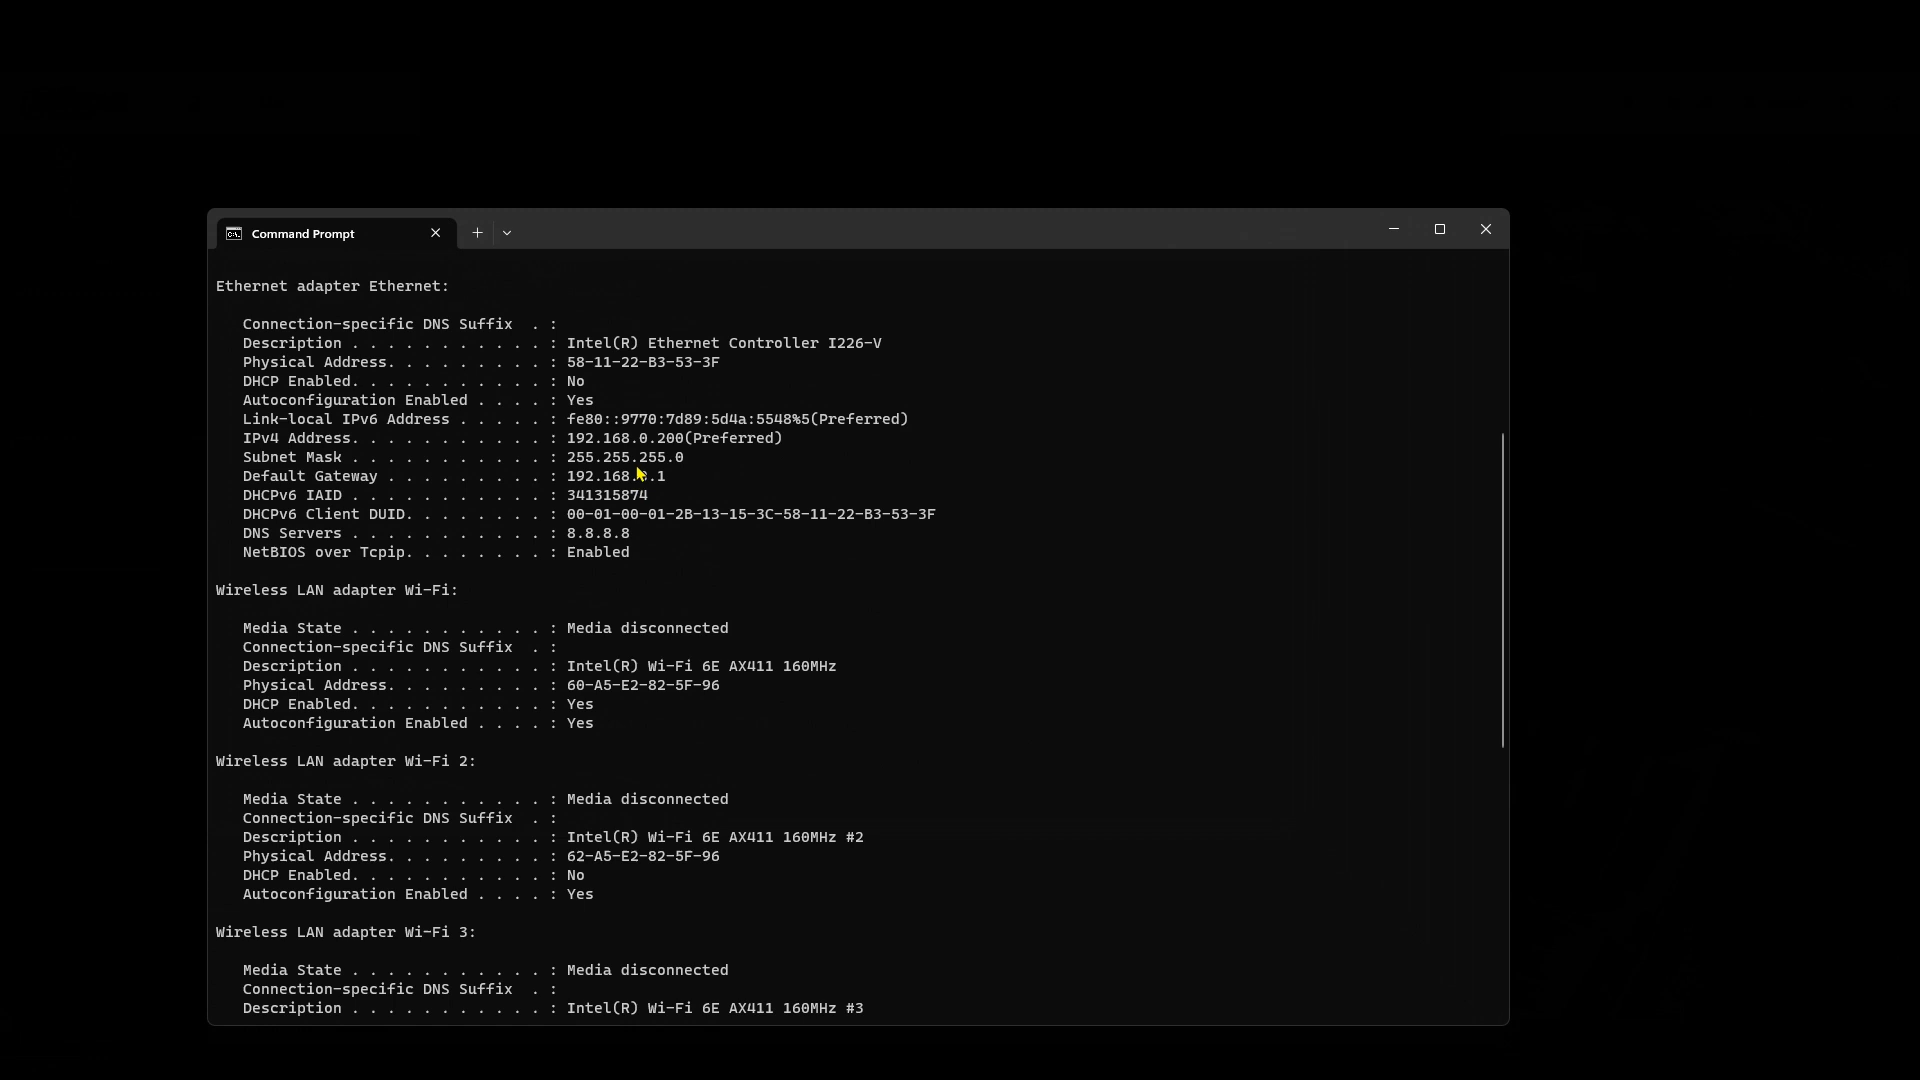 Command Prompt
Ethernet adapter Ethernet:
Connection-specific DNS Suffix . :
Description . . . . . . . . . . . : Intel(R) Ethernet Controller I226-V
Physical Address. . . . . . . . . : 58-11-22-B3-53-3F
DHCP Enabled. . . . . . . . . . . : No
Autoconfiguration Enabled . . . . : Yes
Link-local IPv6 Address . . . . . : fe80::9770:7d89:5d4a:5548%5(Preferred)
IPv4 Address. . . . . . . . . . . : 192.168.0.200(Preferred)
Subnet Mask . . . . . . . . . . . : 255.255.255.0
Default Gateway . . . . . . . . . :
DHCPv6 IAID . . . . . . . . . . . : 341315874
DHCPv6 Client DUID. . . . . . . . : 00-01-00-01-2B-13-15-3C-58-11-22-B3-53-3F
DNS Servers . . . . . . . . . . . : 8.8.8.8
NetBIOS over Tcpip. . . . . . . . : Enabled
Wireless LAN adapter Wi-Fi:
Media State . . . . . . . . . . . : Media disconnected
Connection-specific DNS Suffix . :
Description . . . . . . . . . . . : Intel(R) Wi-Fi 6E AX411 160MHz
Physical Address. . . . . . . . . : 60-A5-E2-82-5F-96
DHCP Enabled. . . . . . . . . . . : Yes
Autoconfiguration Enabled . . . . : Yes
Wireless LAN adapter Wi-Fi 2:
Media State . . . . . . . . . . . : Media disconnected
Connection-specific DNS Suffix . :
Description . . . . . . . . . . . : Intel(R) Wi-Fi 6E AX411 160MHz #2
Physical Address. . . . . . . . . : 62-A5-E2-82-5F-96
DHCP Enabled. . . . . . . . . . . : No
Autoconfiguration Enabled . . . . : Yes
Wireless LAN adapter Wi-Fi 3:
Media State . . . . . . . . . . . : Media disconnected
Connection-specific DNS Suffix . :
Description . . . . . . . . . . . : Intel(R) Wi-Fi 6E AX411 160MHz #3